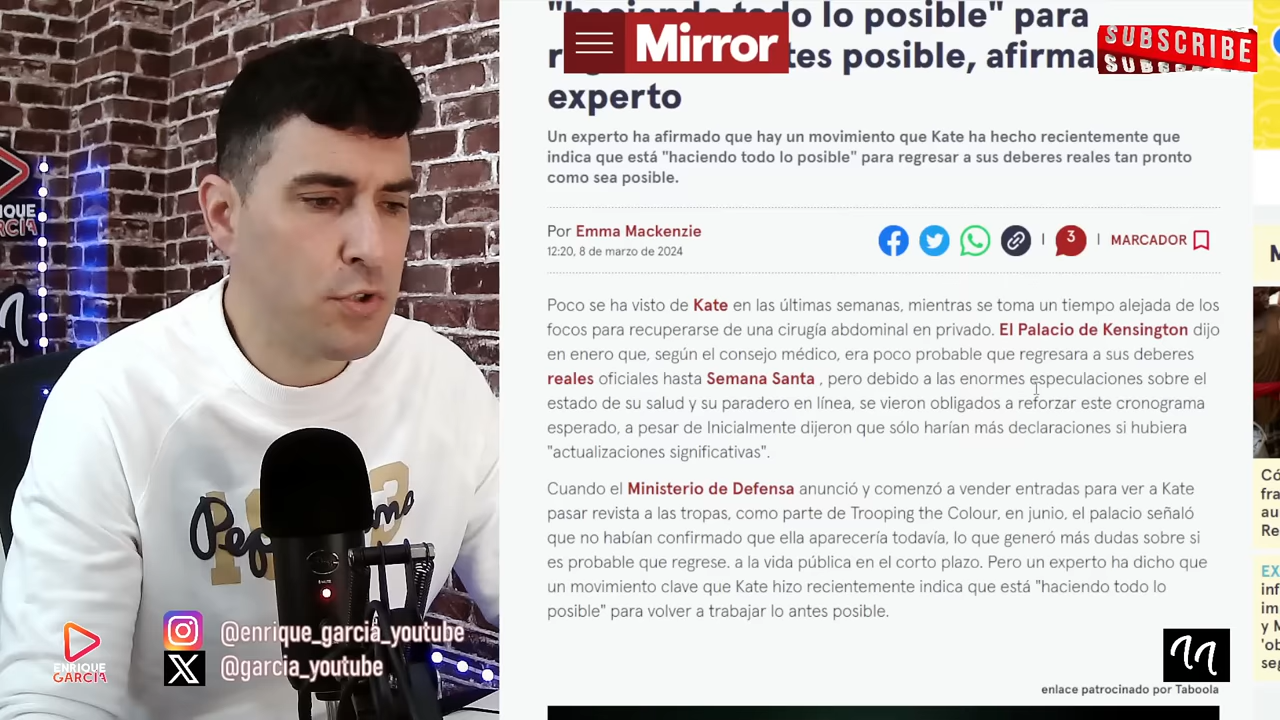 "haciendo todo lo posible" para
tes posible, afirma
experto
Mirror
SUBSCRIBE
Un experto ha afirmado que hay un movimiento que Kate ha hecho recientemente que
indica que está "haciendo todo lo posible" para regresar a sus deberes reales tan pronto
como sea posible.
Por Emma Mackenzie
12:20, 8 de marzo de 2024
3
MARCADOR
Poco se ha visto de Kate en las últimas semanas, mientras se toma un tiempo alejada de los
focos para recuperarse de una cirugía abdominal en privado. El Palacio de Kensington dijo
en enero que, según el consejo médico, era poco probable que regresara a sus deberes
reales oficiales hasta Semana Santa , pero debido a las enormes especulaciones sobre el
estado de su salud y su paradero en línea, se vieron obligados a reforzar este cronograma
esperado, a pesar de Inicialmente dijeron que sólo harían más declaraciones si hubiera
"actualizaciones significativas".
Cuando el Ministerio de Defensa anunció y comenzó a vender entradas para ver a Kate
pasar revista a las tropas, como parte de Trooping the Colour, en junio, el palacio señaló
que no habían confirmado que ella aparecería todavía, lo que generó más dudas sobre si
es probable que regrese. a la vida pública en el corto plazo. Pero un experto ha dicho que
un movimiento clave que Kate hizo recientemente indica que está "haciendo todo lo
posible" para volver a trabajar lo antes posible.
enlace patrocinado por Taboola
@enrique_garcia_youtube
@garcia_youtube
ENRIQUE
GARCIA